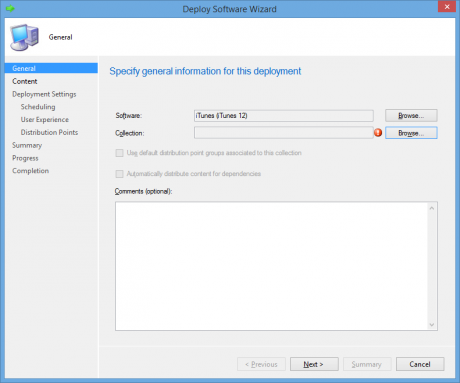 Deploy Software Wizard
General
General
Content
Deployment Settings
Scheduling
User Experience
Distribution Points
Summary
Progress
Completion
Specify general information for this deployment
Software: iTunes (iTunes 12) Browse...
Collection: Browse...
Use default distribution point groups associated to this collection
Automatically distribute content for dependencies
Comments (optional):
< Previous Next > Summary Cancel